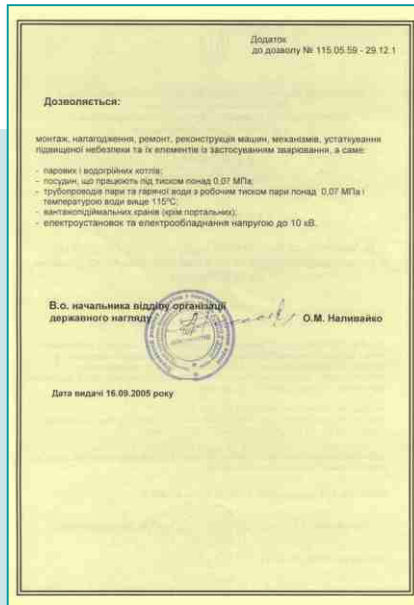 Додаток
до дозволу № 115.05.59 - 29.12.1
Дозволяється:
монтаж, налагодження, ремонт, реконструкція машин, механізмів, устаткування
підвищеної небезпеки та їх елементів із застосуванням зварювання, а саме:
- парових і водогрійних котлів;
- посудин, що працюють під тиском понад 0,07 МПа;
- трубопроводів пари та гарячої води з робочим тиском пари понад 0,07 МПа і
температурою води вище 115ºС;
- вантажопідіймальних кранів (крім портальних);
- електроустановок та електрообладнання напругою до 10 кВ.
В.о. начальника відділу організації
державного нагляду
О.М. Наливайко
Дата видачі 16.09.2005 року